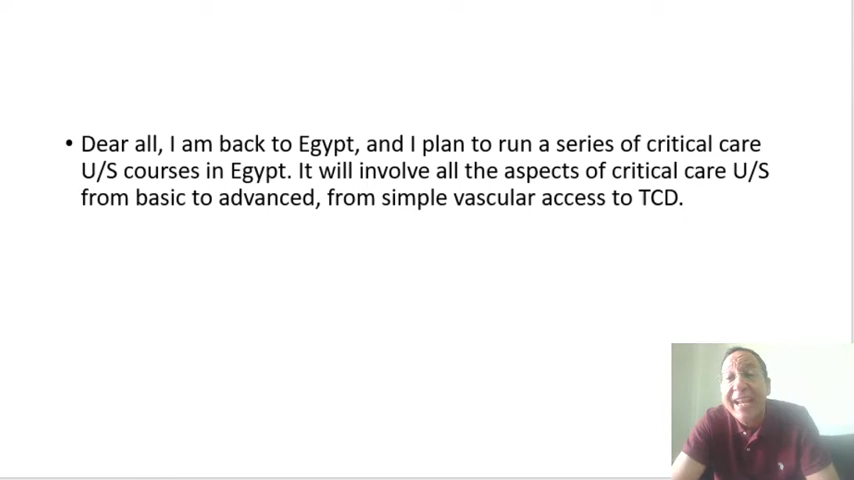 • Dear all, I am back to Egypt, and I plan to run a series of critical care
U/S courses in Egypt. It will involve all the aspects of critical care U/S
from basic to advanced, from simple vascular access to TCD.